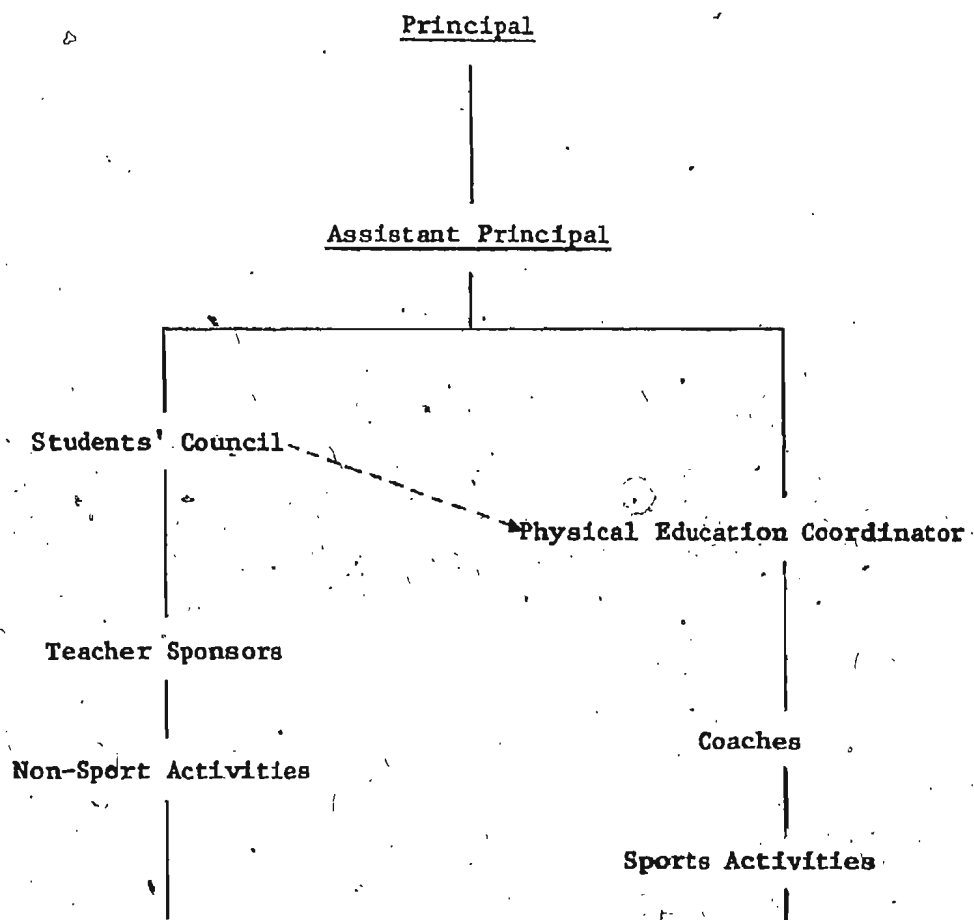 Principal
Assistant Principal
Students' Council
Physical Education Coordinator
Teacher Sponsors
Coaches
Non-Sport Activities
Sports Activities